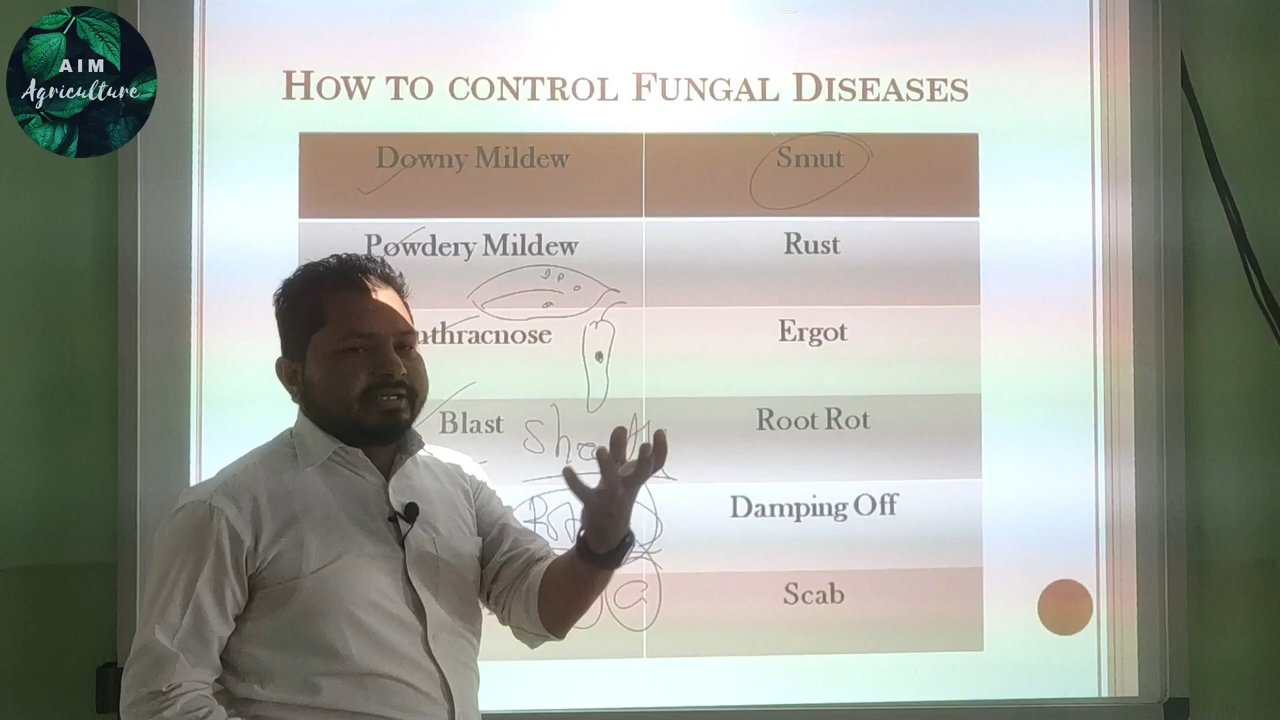 AIM
Agriculture
HOW TO CONTROL FUNGAL DISEASES
Downy Mildew
Smut
Powdery Mildew
Rust
Ergot
Blast
Root Rot
Damping Off
Scab